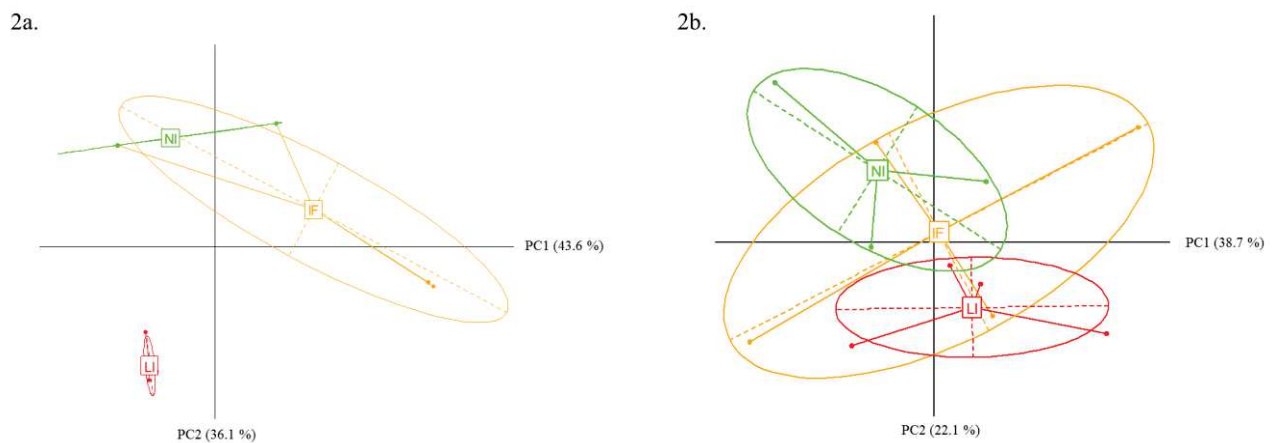 2a.
NI
IF
PC1 (43.6 %)
LI
PC2 (36.1 %)
2b.
NI
IF
PC1 (38.7 %)
LI
PC2 (22.1 %)